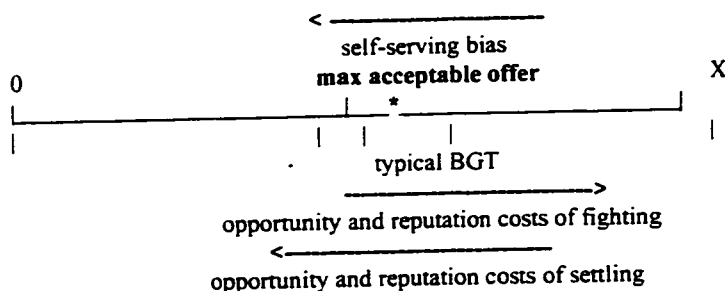 self-serving bias
0 max acceptable offer X
*
typical BGT
opportunity and reputation costs of fighting
opportunity and reputation costs of settling